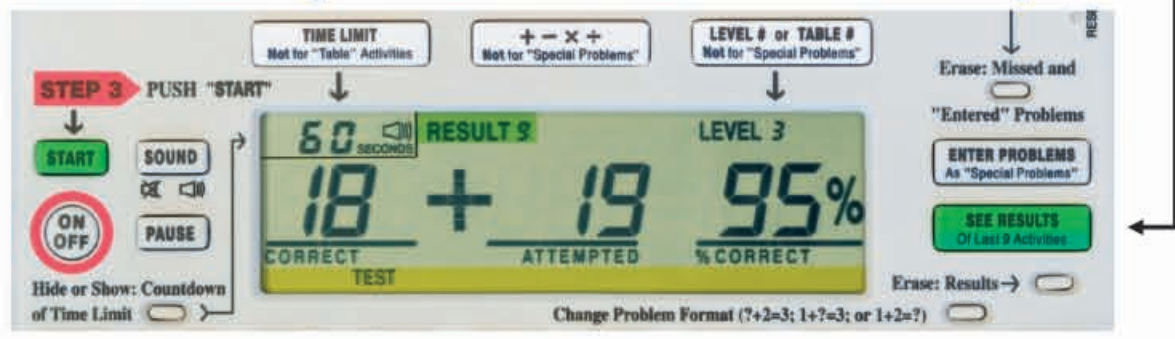 TIME LIMIT
Not for "Table" Activities
+ − × ÷
Not for "Special Problems"
LEVEL # or TABLE #
Not for "Special Problems"
RESE
Erase: Missed and
"Entered" Problems
STEP 3 PUSH "START"
START
SOUND
ON
OFF
PAUSE
Hide or Show: Countdown
of Time Limit
60 SECONDS
RESULT 9
LEVEL 3
18 + 19 95%
CORRECT ATTEMPTED % CORRECT
TEST
ENTER PROBLEMS
As "Special Problems"
SEE RESULTS
Of Last 9 Activities
Erase: Results→
Change Problem Format (?+2=3; 1+?=3; or 1+2=?)